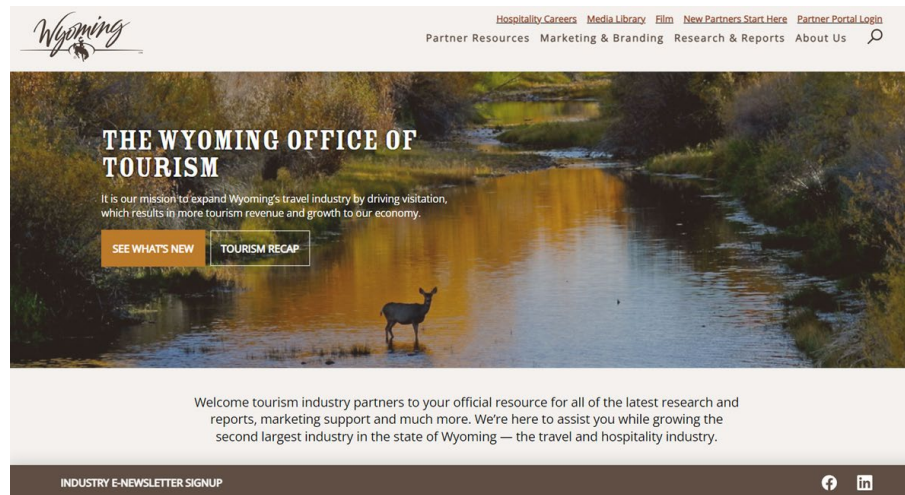 Wyoming
Hospitality Careers Media Library Film New Partners Start Here Partner Portal Login
Partner Resources Marketing & Branding Research & Reports About Us
THE WYOMING OFFICE OF
TOURISM
It is our mission to expand Wyoming's travel industry by driving visitation,
which results in more tourism revenue and growth to our economy.
SEE WHAT'S NEW TOURISM RECAP
Welcome tourism industry partners to your official resource for all of the latest research and
reports, marketing support and much more. We're here to assist you while growing the
second largest industry in the state of Wyoming — the travel and hospitality industry.
INDUSTRY E-NEWSLETTER SIGNUP